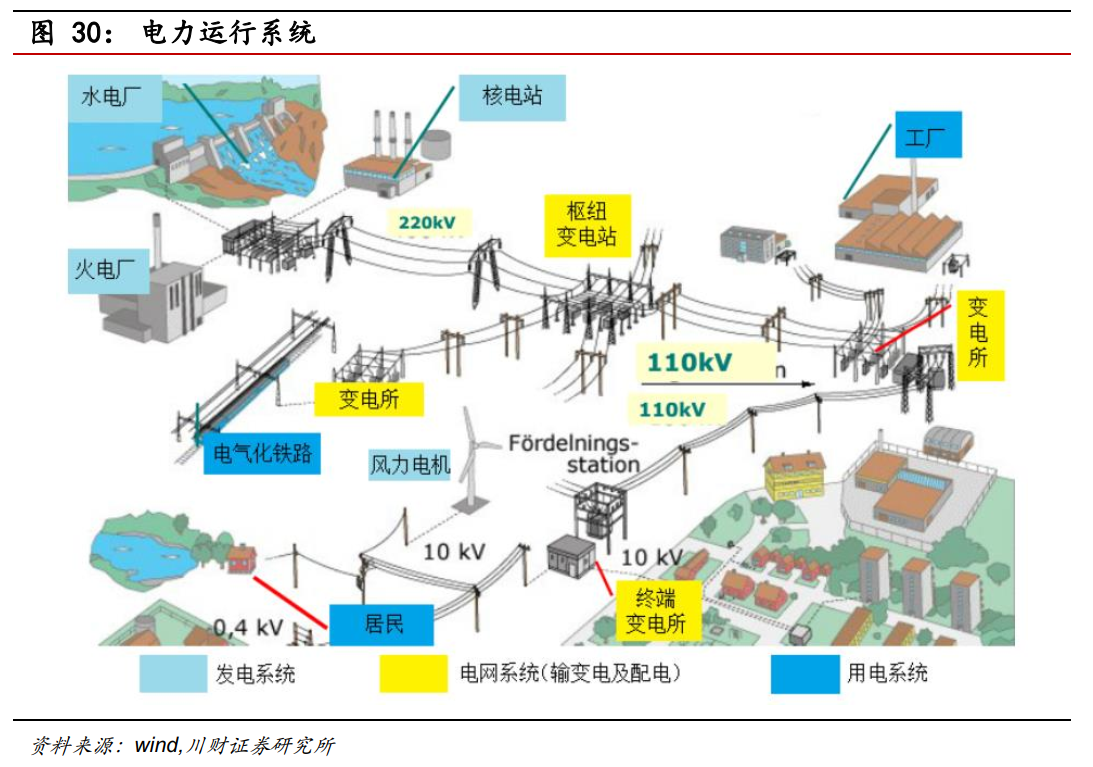 图 30： 电力运行系统
水电厂
核电站
工厂
220kV
枢纽
变电站
火电厂
变
电
所
110kV
n
变电所
110kV
电气化铁路
风力电机
Fördelnings-
station
10 kV
10 kV
终端
变电所
居民
0,4 kV
发电系统
电网系统(输变电及配电)
用电系统
资料来源：wind,川财证券研究所